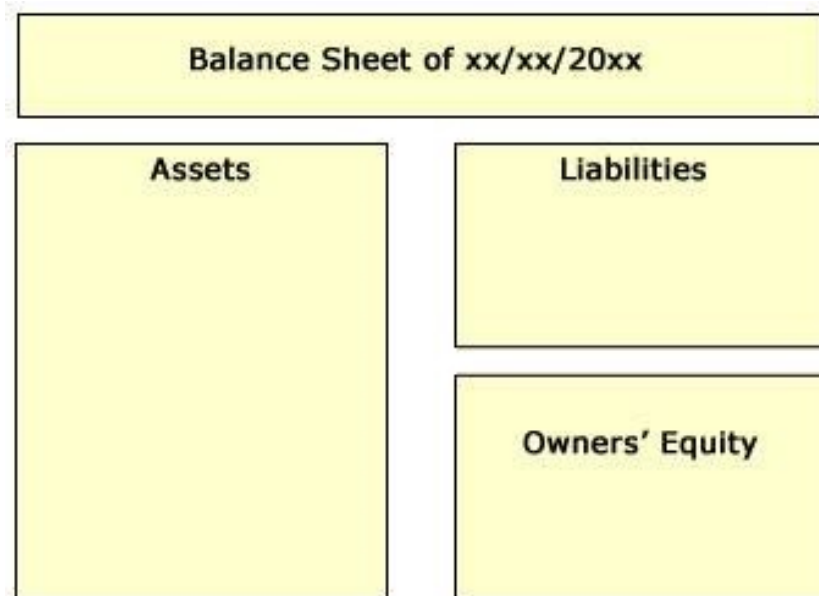 Balance Sheet of xx/xx/20xx
Assets
Liabilities
Owners’ Equity